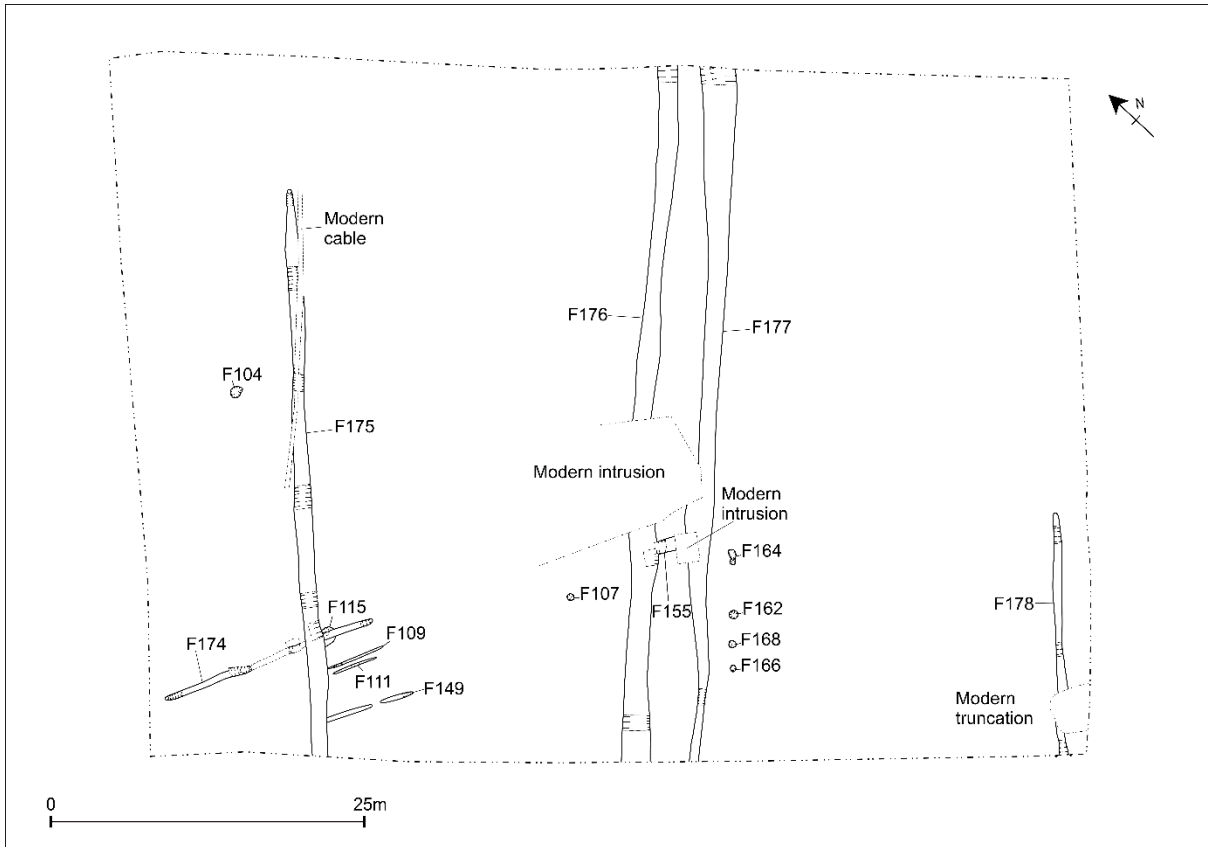 N
Modern
cable
F176
F177
F104
F175
Modern intrusion
Modern
intrusion
F164
F107
F155
F162
F178
F115
F109
F174
F168
F111
F166
F149
Modern
truncation
0
25m